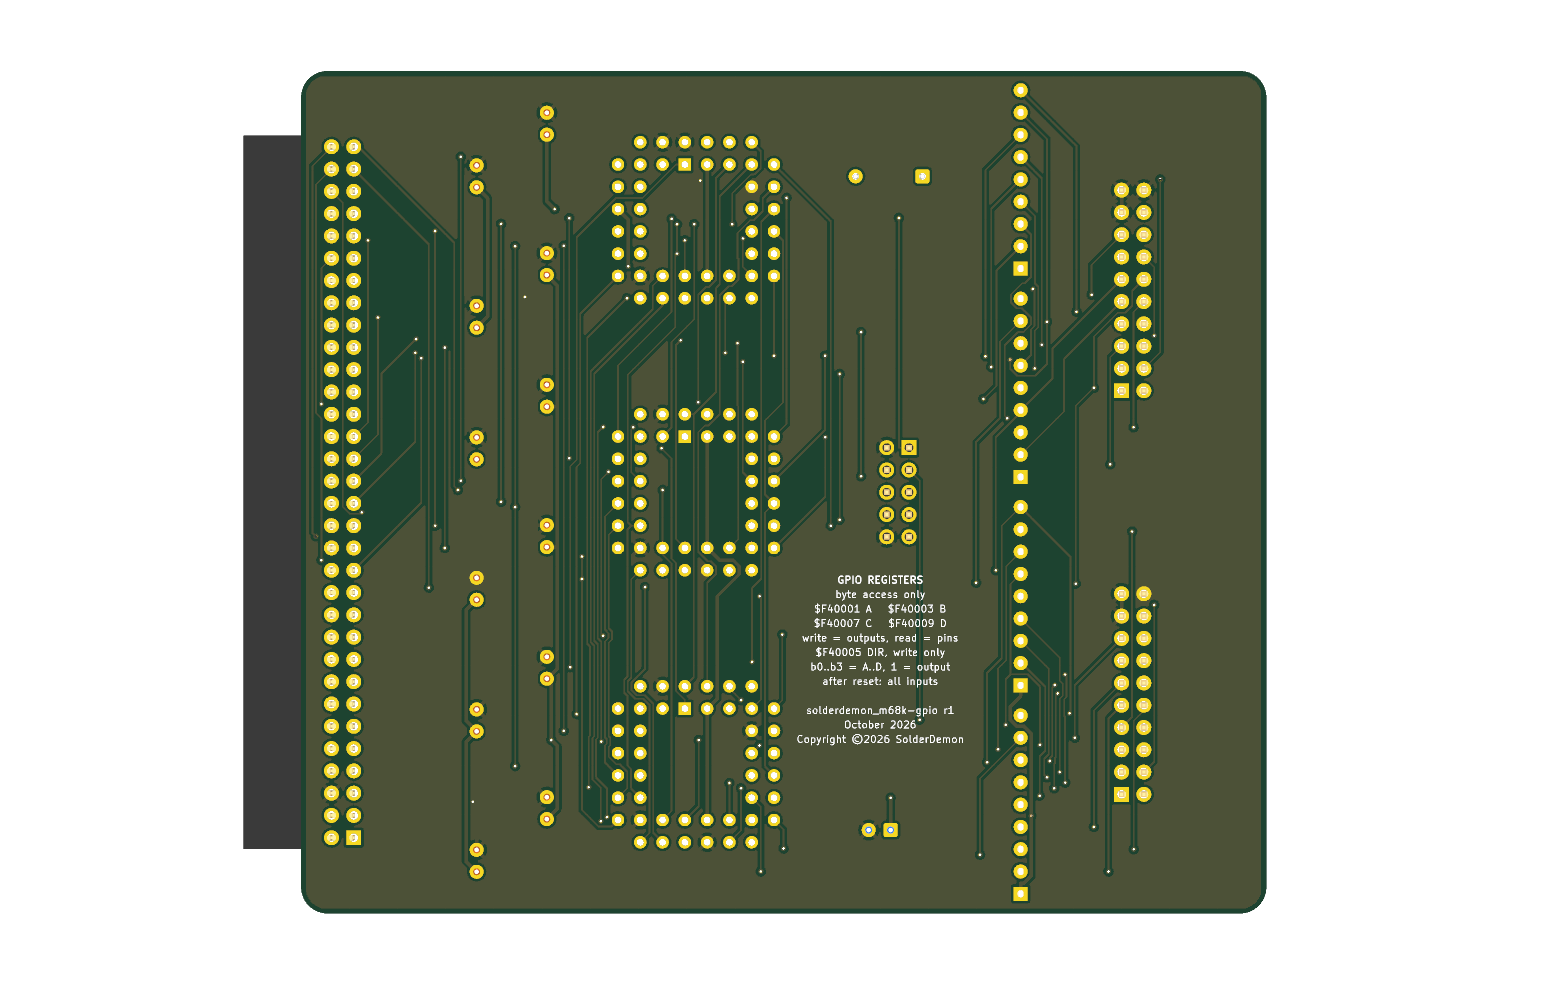 GPIO REGISTERS
byte access only
$F40001 A $F40003 B
$F40007 C $F40009 D
write = outputs, read = pins
$F40005 DIR, write only
b0..b3 = A..D, 1 = output
after reset: all inputs
solderdemon_m68k-gpio r1
October 2026
Copyright ©2026 SolderDemon